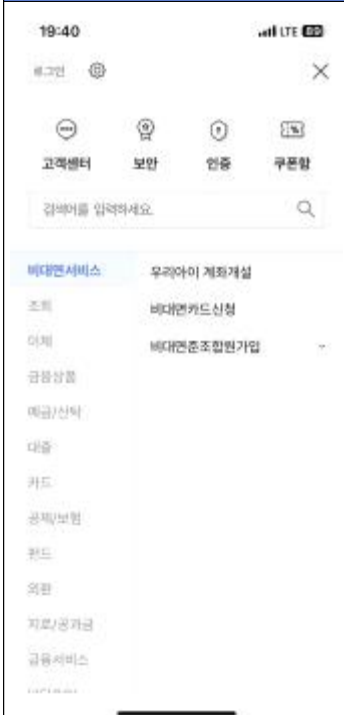 19:40 LTE
로그인
고객센터 보안 인증 쿠폰함
검색어를 입력하세요.
비대면서비스 우리아이 계좌개설
조회 비대면카드신청
이체 비대면준조합원가입
금융상품
예금/신탁
대출
카드
공제/보험
펀드
외환
지로/공과금
금융서비스